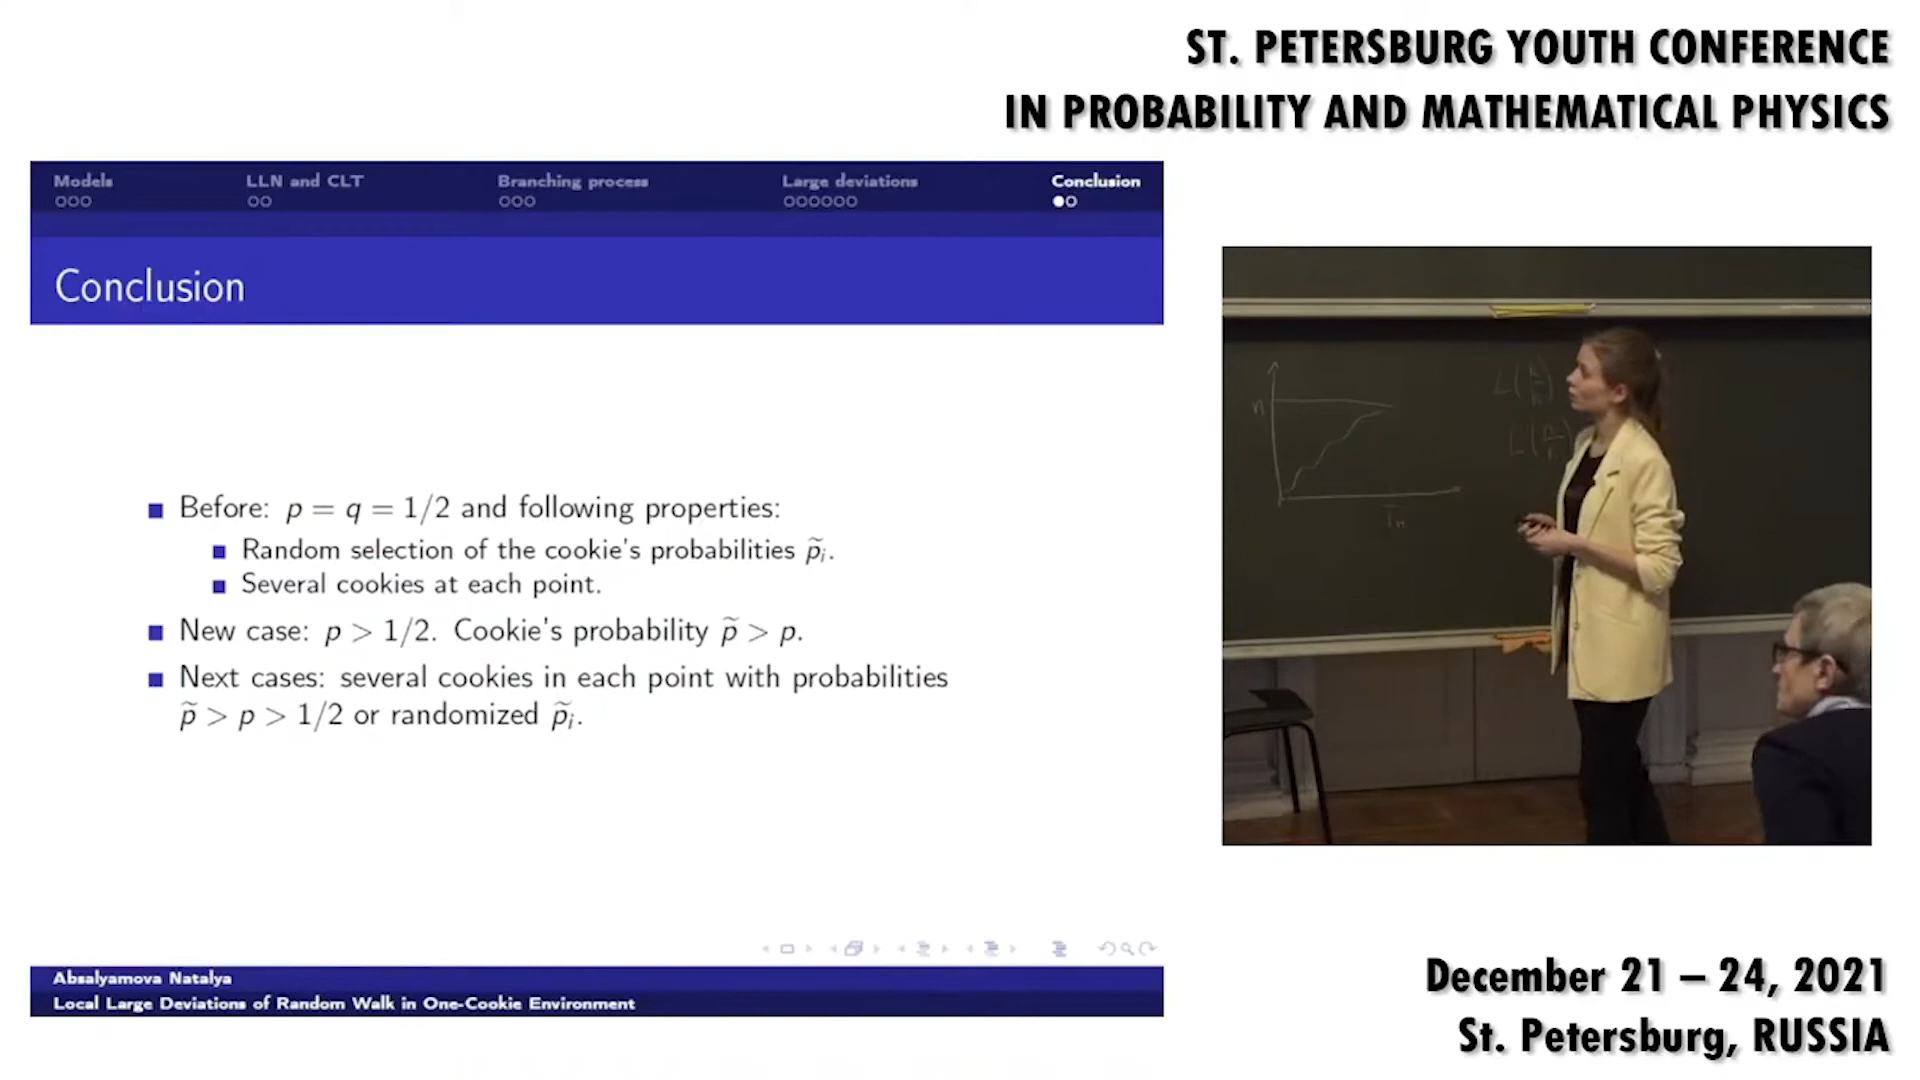 ST. PETERSBURG YOUTH CONFERENCE
IN PROBABILITY AND MATHEMATICAL PHYSICS
Models
LLN and CLT
Branching process
Large deviations
Conclusion
Conclusion
Before: p = q = 1/2 and following properties:
Random selection of the cookie's probabilities p̃ᵢ.
Several cookies at each point.
New case: p > 1/2. Cookie's probability p̃ > p.
Next cases: several cookies in each point with probabilities
p̃ > p > 1/2 or randomized p̃ᵢ.
n
Tₙ
Absalyamova Natalya
Local Large Deviations of Random Walk in One-Cookie Environment
December 21 – 24, 2021
St. Petersburg, RUSSIA